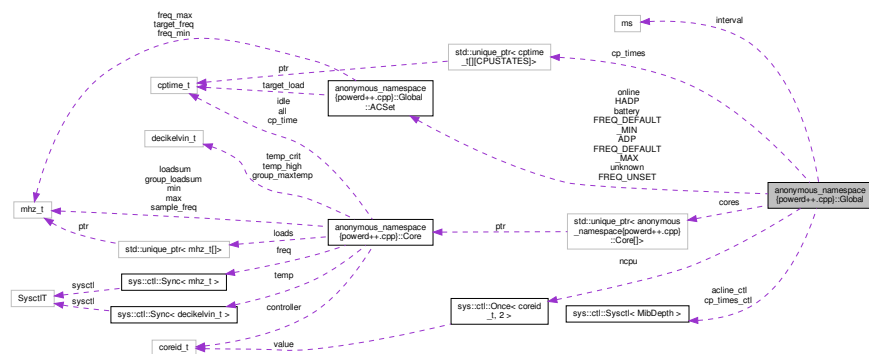 freq_max
target_freq
freq_min
ms
interval
std::unique_ptr< cptime
_t[][CPUSTATES]>
cp_times
ptr
cptime_t
target_load
anonymous_namespace
{powerd++.cpp}::Global
::ACSet
idle
all
cp_time
online
HADP
battery
FREQ_DEFAULT
_MIN
ADP
FREQ_DEFAULT
_MAX
unknown
FREQ_UNSET
decikelvin_t
temp_crit
temp_high
group_maxtemp
loadsum
group_loadsum
min
max
sample_freq
anonymous_namespace
{powerd++.cpp}::Global
mhz_t
cores
ptr
std::unique_ptr< mhz_t[]>
loads
anonymous_namespace
{powerd++.cpp}::Core
ptr
std::unique_ptr< anonymous
_namespace{powerd++.cpp}
::Core[]>
freq
ncpu
sysctl
sys::ctl::Sync< mhz_t >
temp
SysctlT
sysctl
sys::ctl::Sync< decikelvin_t >
controller
sys::ctl::Once< coreid
_t, 2 >
sys::ctl::Sysctl< MibDepth >
acline_ctl
cp_times_ctl
coreid_t
value